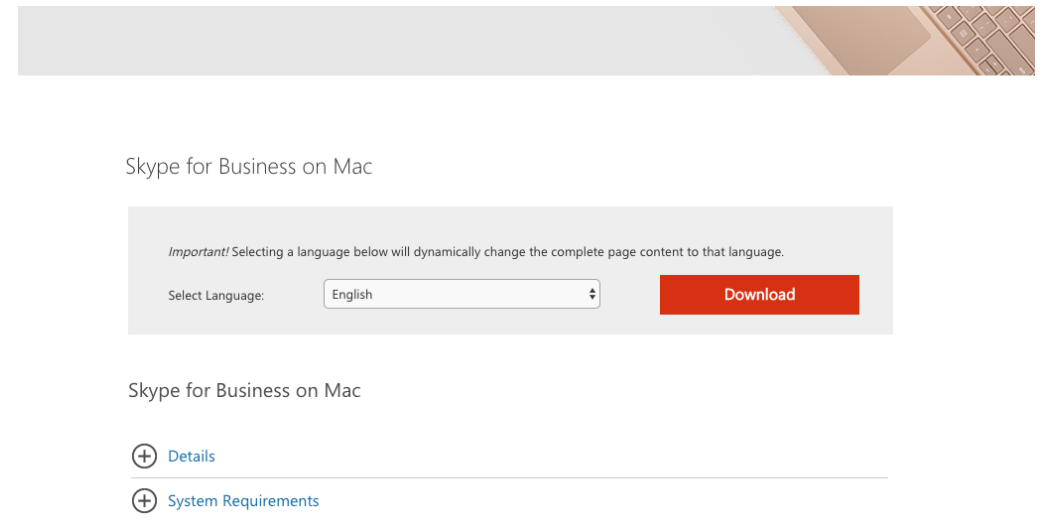 Skype for Business on Mac
Important! Selecting a language below will dynamically change the complete page content to that language.
Select Language: English Download
Skype for Business on Mac
Details
System Requirements